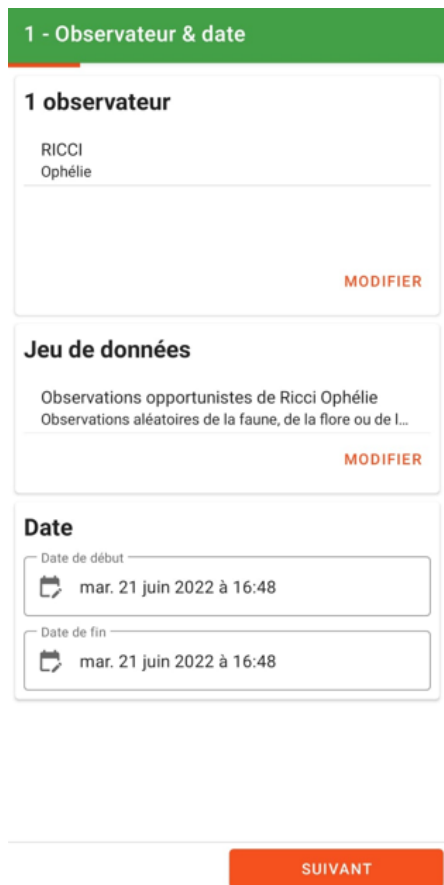 1 - Observateur & date
1 observateur
RICCI
Ophélie
MODIFIER
Jeu de données
Observations opportunistes de Ricci Ophélie
Observations aléatoires de la faune, de la flore ou de l...
MODIFIER
Date
Date de début
mar. 21 juin 2022 à 16:48
Date de fin
mar. 21 juin 2022 à 16:48
SUIVANT